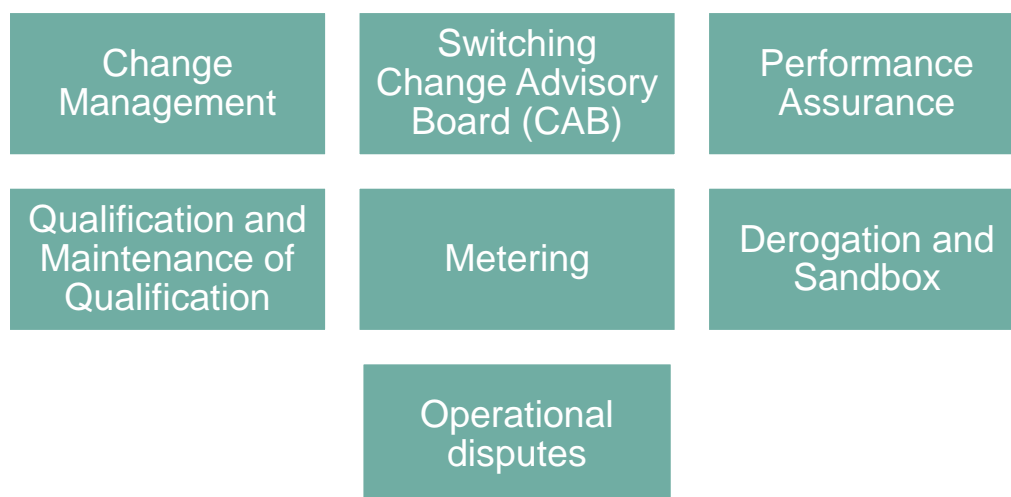 Change
Management
Switching
Change Advisory
Board (CAB)
Performance
Assurance
Qualification and
Maintenance of
Qualification
Metering
Derogation and
Sandbox
Operational
disputes